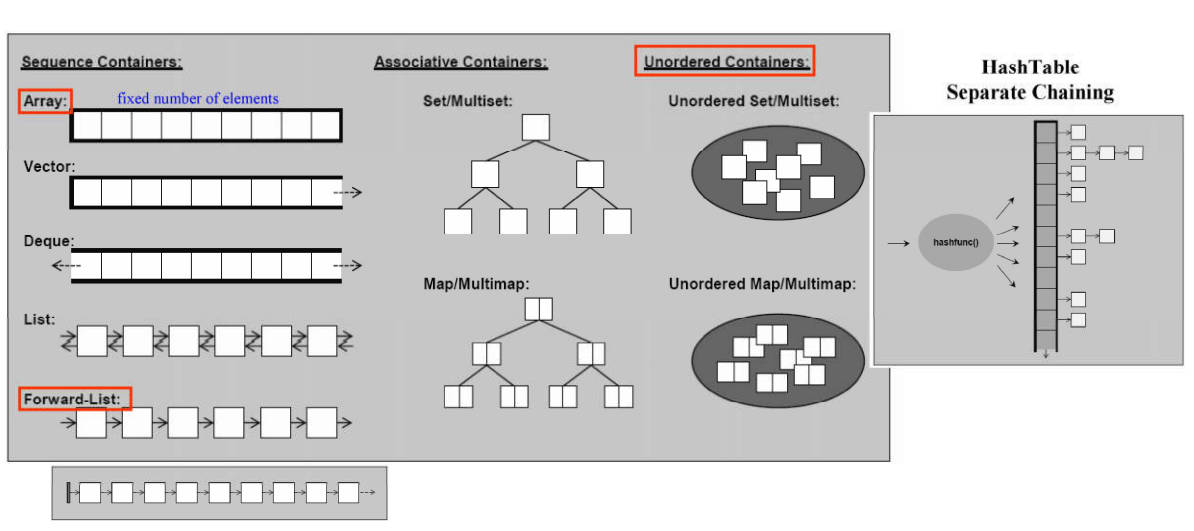 Sequence Containers:
Array:
fixed number of elements
Vector:
Deque:
List:
Forward-List:
Associative Containers:
Set/Multiset:
Map/Multimap:
Unordered Containers:
Unordered Set/Multiset:
Unordered Map/Multimap:
HashTable
Separate Chaining
hashfunc()